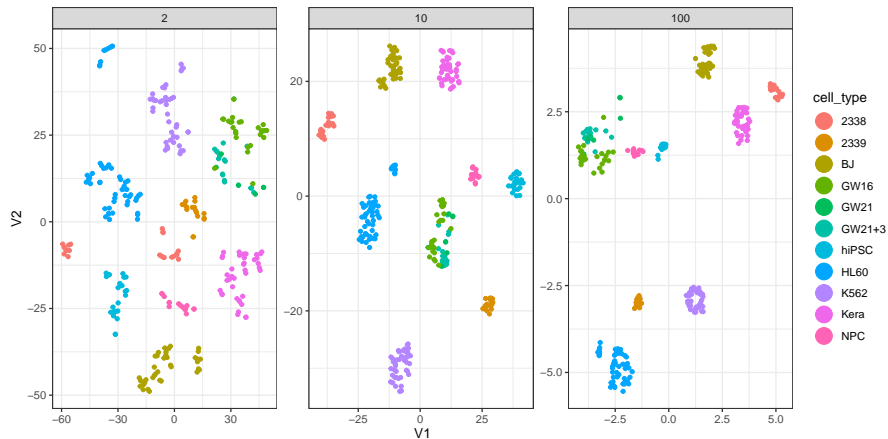 2
10
100
50
25
0
−25
−50
V2
−60
−30
0
30
20
0
−20
−25
0
25
V1
2.5
0.0
−2.5
−5.0
−2.5
0.0
2.5
5.0
cell_type
2338
2339
BJ
GW16
GW21
GW21+3
hiPSC
HL60
K562
Kera
NPC